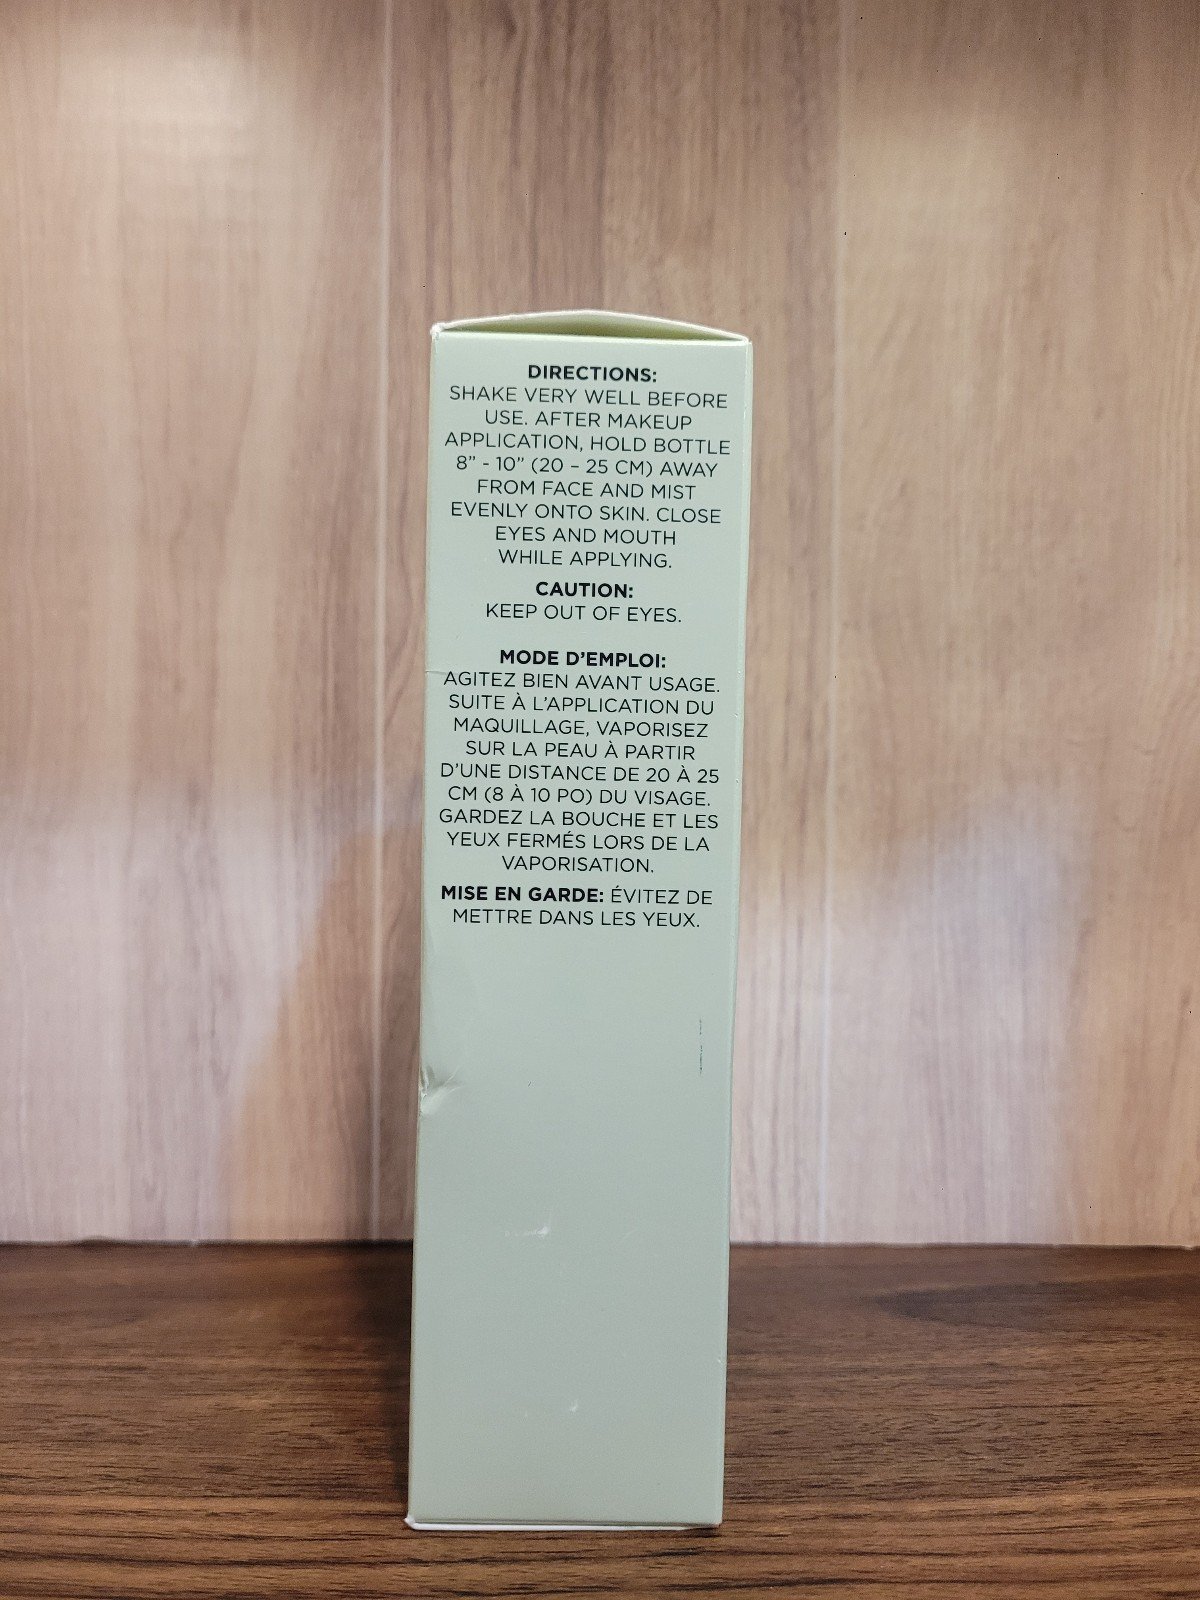 DIRECTIONS:
SHAKE VERY WELL BEFORE
USE. AFTER MAKEUP
APPLICATION, HOLD BOTTLE
8” - 10” (20 – 25 CM) AWAY
FROM FACE AND MIST
EVENLY ONTO SKIN. CLOSE
EYES AND MOUTH
WHILE APPLYING.
CAUTION:
KEEP OUT OF EYES.
MODE D’EMPLOI:
AGITEZ BIEN AVANT USAGE.
SUITE À L’APPLICATION DU
MAQUILLAGE, VAPORISEZ
SUR LA PEAU À PARTIR
D’UNE DISTANCE DE 20 À 25
CM (8 À 10 PO) DU VISAGE.
GARDEZ LA BOUCHE ET LES
YEUX FERMÉS LORS DE LA
VAPORISATION.
MISE EN GARDE: ÉVITEZ DE
METTRE DANS LES YEUX.